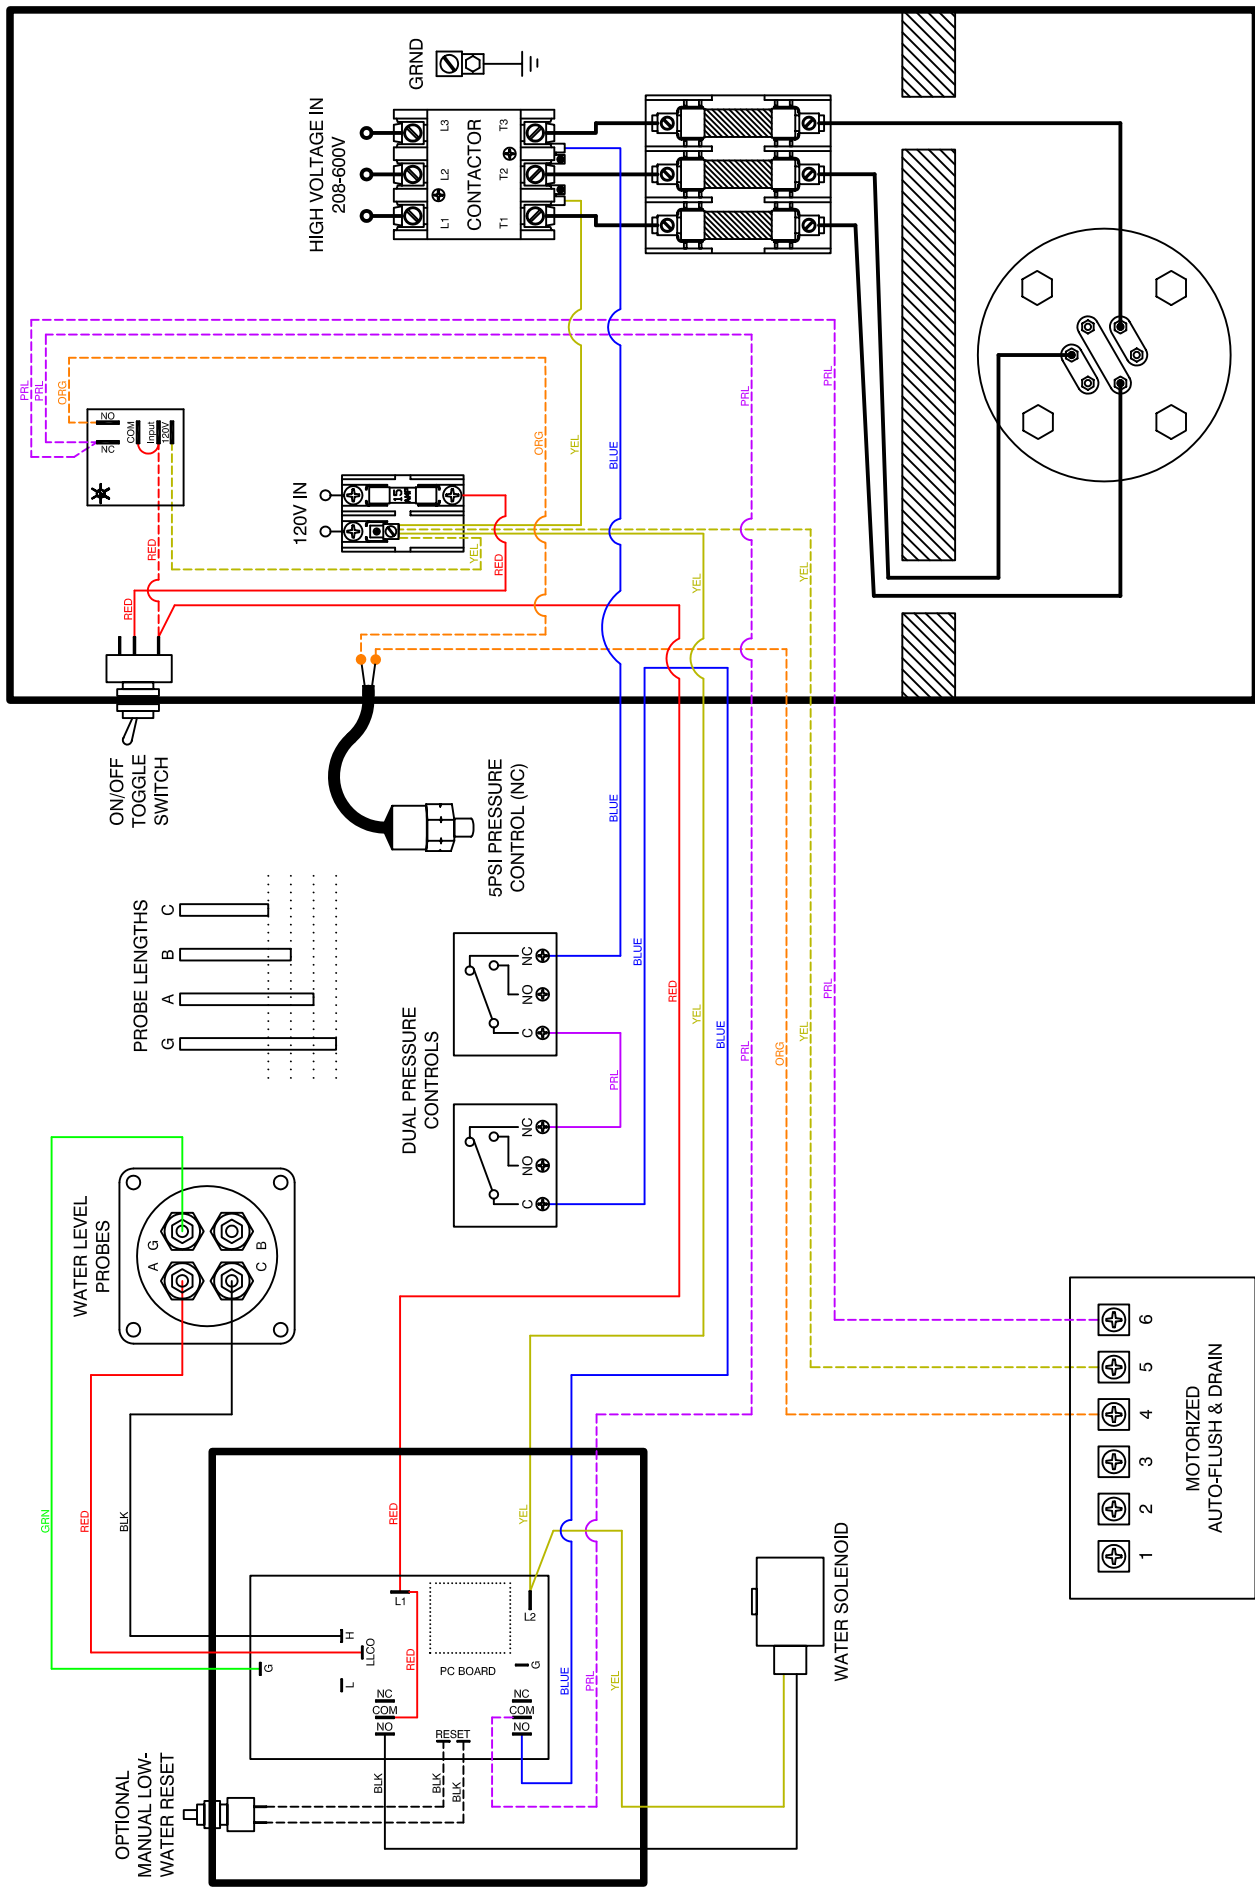 GRND
HIGH VOLTAGE IN
208-600V
L1
L2
L3
CONTACTOR
T1
T2
T3
PRL
PRL
ORG
NO
NC
COM
Input
120V
120V IN
15
AMP
RED
RED
YEL
RED
ORG
YEL
BLUE
YEL
PRL
YEL
PRL
ON/OFF
TOGGLE
SWITCH
5PSI PRESSURE
CONTROL (NC)
PROBE LENGTHS
G
A
B
C
DUAL PRESSURE
CONTROLS
C
NO
NC
C
NO
NC
PRL
BLUE
BLUE
RED
YEL
BLUE
PRL
ORG
YEL
PRL
WATER LEVEL
PROBES
A
G
C
B
GRN
RED
BLK
RED
YEL
L1
L2
H
LLCO
G
L
RED
PC BOARD
G
NC
COM
NO
NC
COM
NO
RESET
BLUE
PRL
YEL
BLK
BLK
BLK
OPTIONAL
MANUAL LOW-
WATER RESET
WATER SOLENOID
1
2
3
4
5
6
MOTORIZED
AUTO-FLUSH & DRAIN